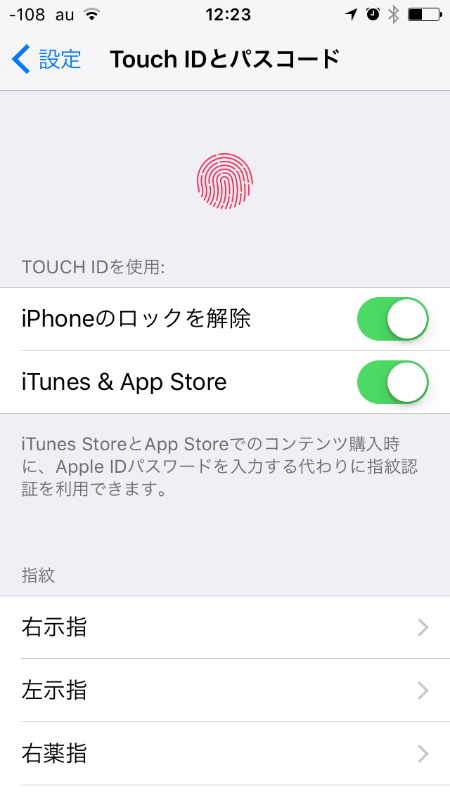 -108 au 12:23
設定 Touch IDとパスコード
TOUCH IDを使用:
iPhoneのロックを解除
iTunes & App Store
iTunes StoreとApp Storeでのコンテンツ購入時
に、Apple IDパスワードを入力する代わりに指紋認
証を利用できます。
指紋
右示指
左示指
右薬指